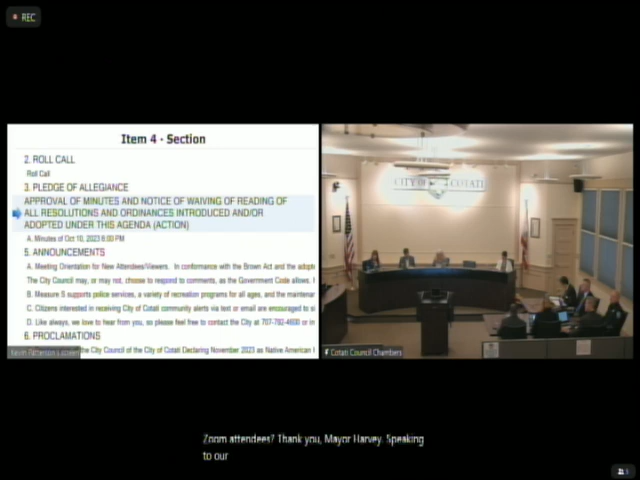 REC
Item 4 - Section
2. ROLL CALL
Roll Call
3. PLEDGE OF ALLEGIANCE
APPROVAL OF MINUTES AND NOTICE OF WAIVING OF READING OF
ALL RESOLUTIONS AND ORDINANCES INTRODUCED AND/OR
ADOPTED UNDER THIS AGENDA (ACTION)
A. Minutes of Oct 10, 2023 6:00 PM
5. ANNOUNCEMENTS
A. Meeting Orientation for New Attendees/Viewers. In conformance with the Brown Act and the adopt
The City Council may, or may not, choose to respond to comments, as the Government Code allows.
B. Measure S supports police services, a variety of recreation programs for all ages, and the maintenan
C. Citizens interested in receiving City of Cotati community alerts via text or email are encouraged to si
D. Like always, we love to hear from you, so please feel free to contact the City at 707-792-4600 or in
6. PROCLAMATIONS
the City Council of the City of Cotati Declaring November 2023 as Native American
CITY OF COTATI
Cotati Council Chambers
Zoom attendees? Thank you, Mayor Harvey. Speaking
to our